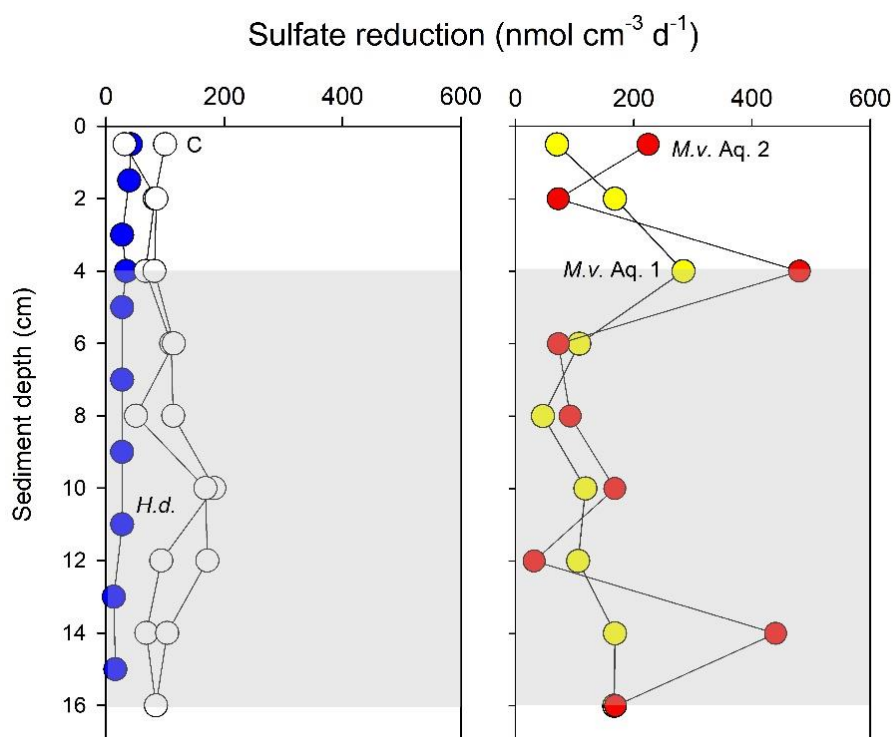 Sulfate reduction (nmol cm⁻³ d⁻¹)
0 200 400 600
0 200 400 600
0
2
4
6
8
10
12
14
16
Sediment depth (cm)
C
H.d.
M.v. Aq. 2
M.v. Aq. 1